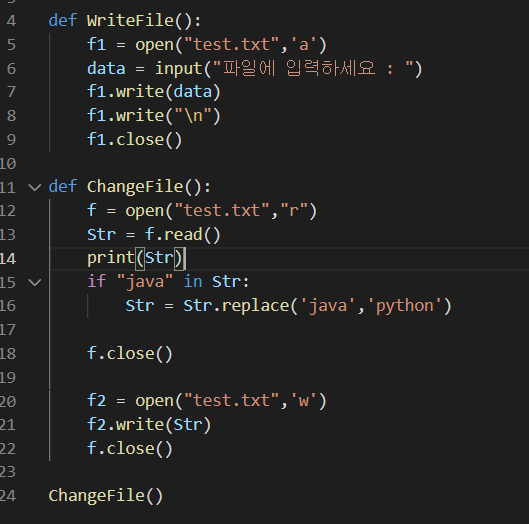 4 def WriteFile():
5 f1 = open("test.txt",'a')
6 data = input("파일에 입력하세요 : ")
7 f1.write(data)
8 f1.write("\n")
9 f1.close()
10
11 def ChangeFile():
12 f = open("test.txt","r")
13 Str = f.read()
14 print(Str)
15 if "java" in Str:
16 Str = Str.replace('java','python')
17
18 f.close()
19
20 f2 = open("test.txt",'w')
21 f2.write(Str)
22 f.close()
23
24 ChangeFile()